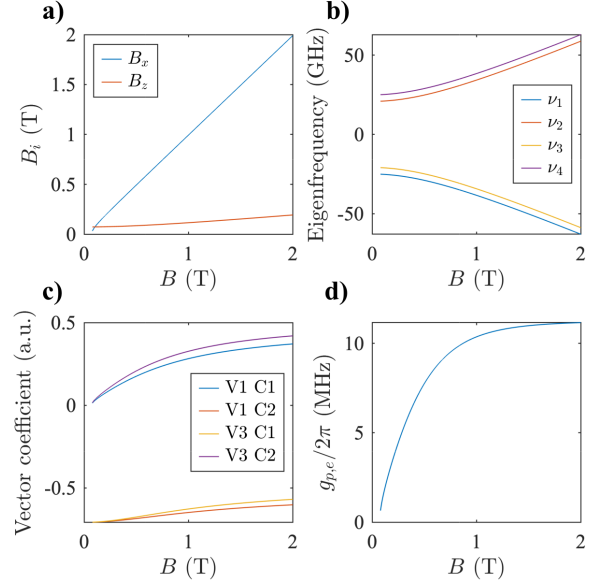 a)
2
1.5
1
0.5
0
B_x
B_z
B_i (T)
0 1 2
B (T)
b)
50
0
-50
ν_1
ν_2
ν_3
ν_4
Eigenfrequency (GHz)
0 1 2
B (T)
c)
0.5
0
-0.5
V1 C1
V1 C2
V3 C1
V3 C2
Vector coefficient (a.u.)
0 1 2
B (T)
d)
10
5
0
g_{p,e}/2π (MHz)
0 1 2
B (T)